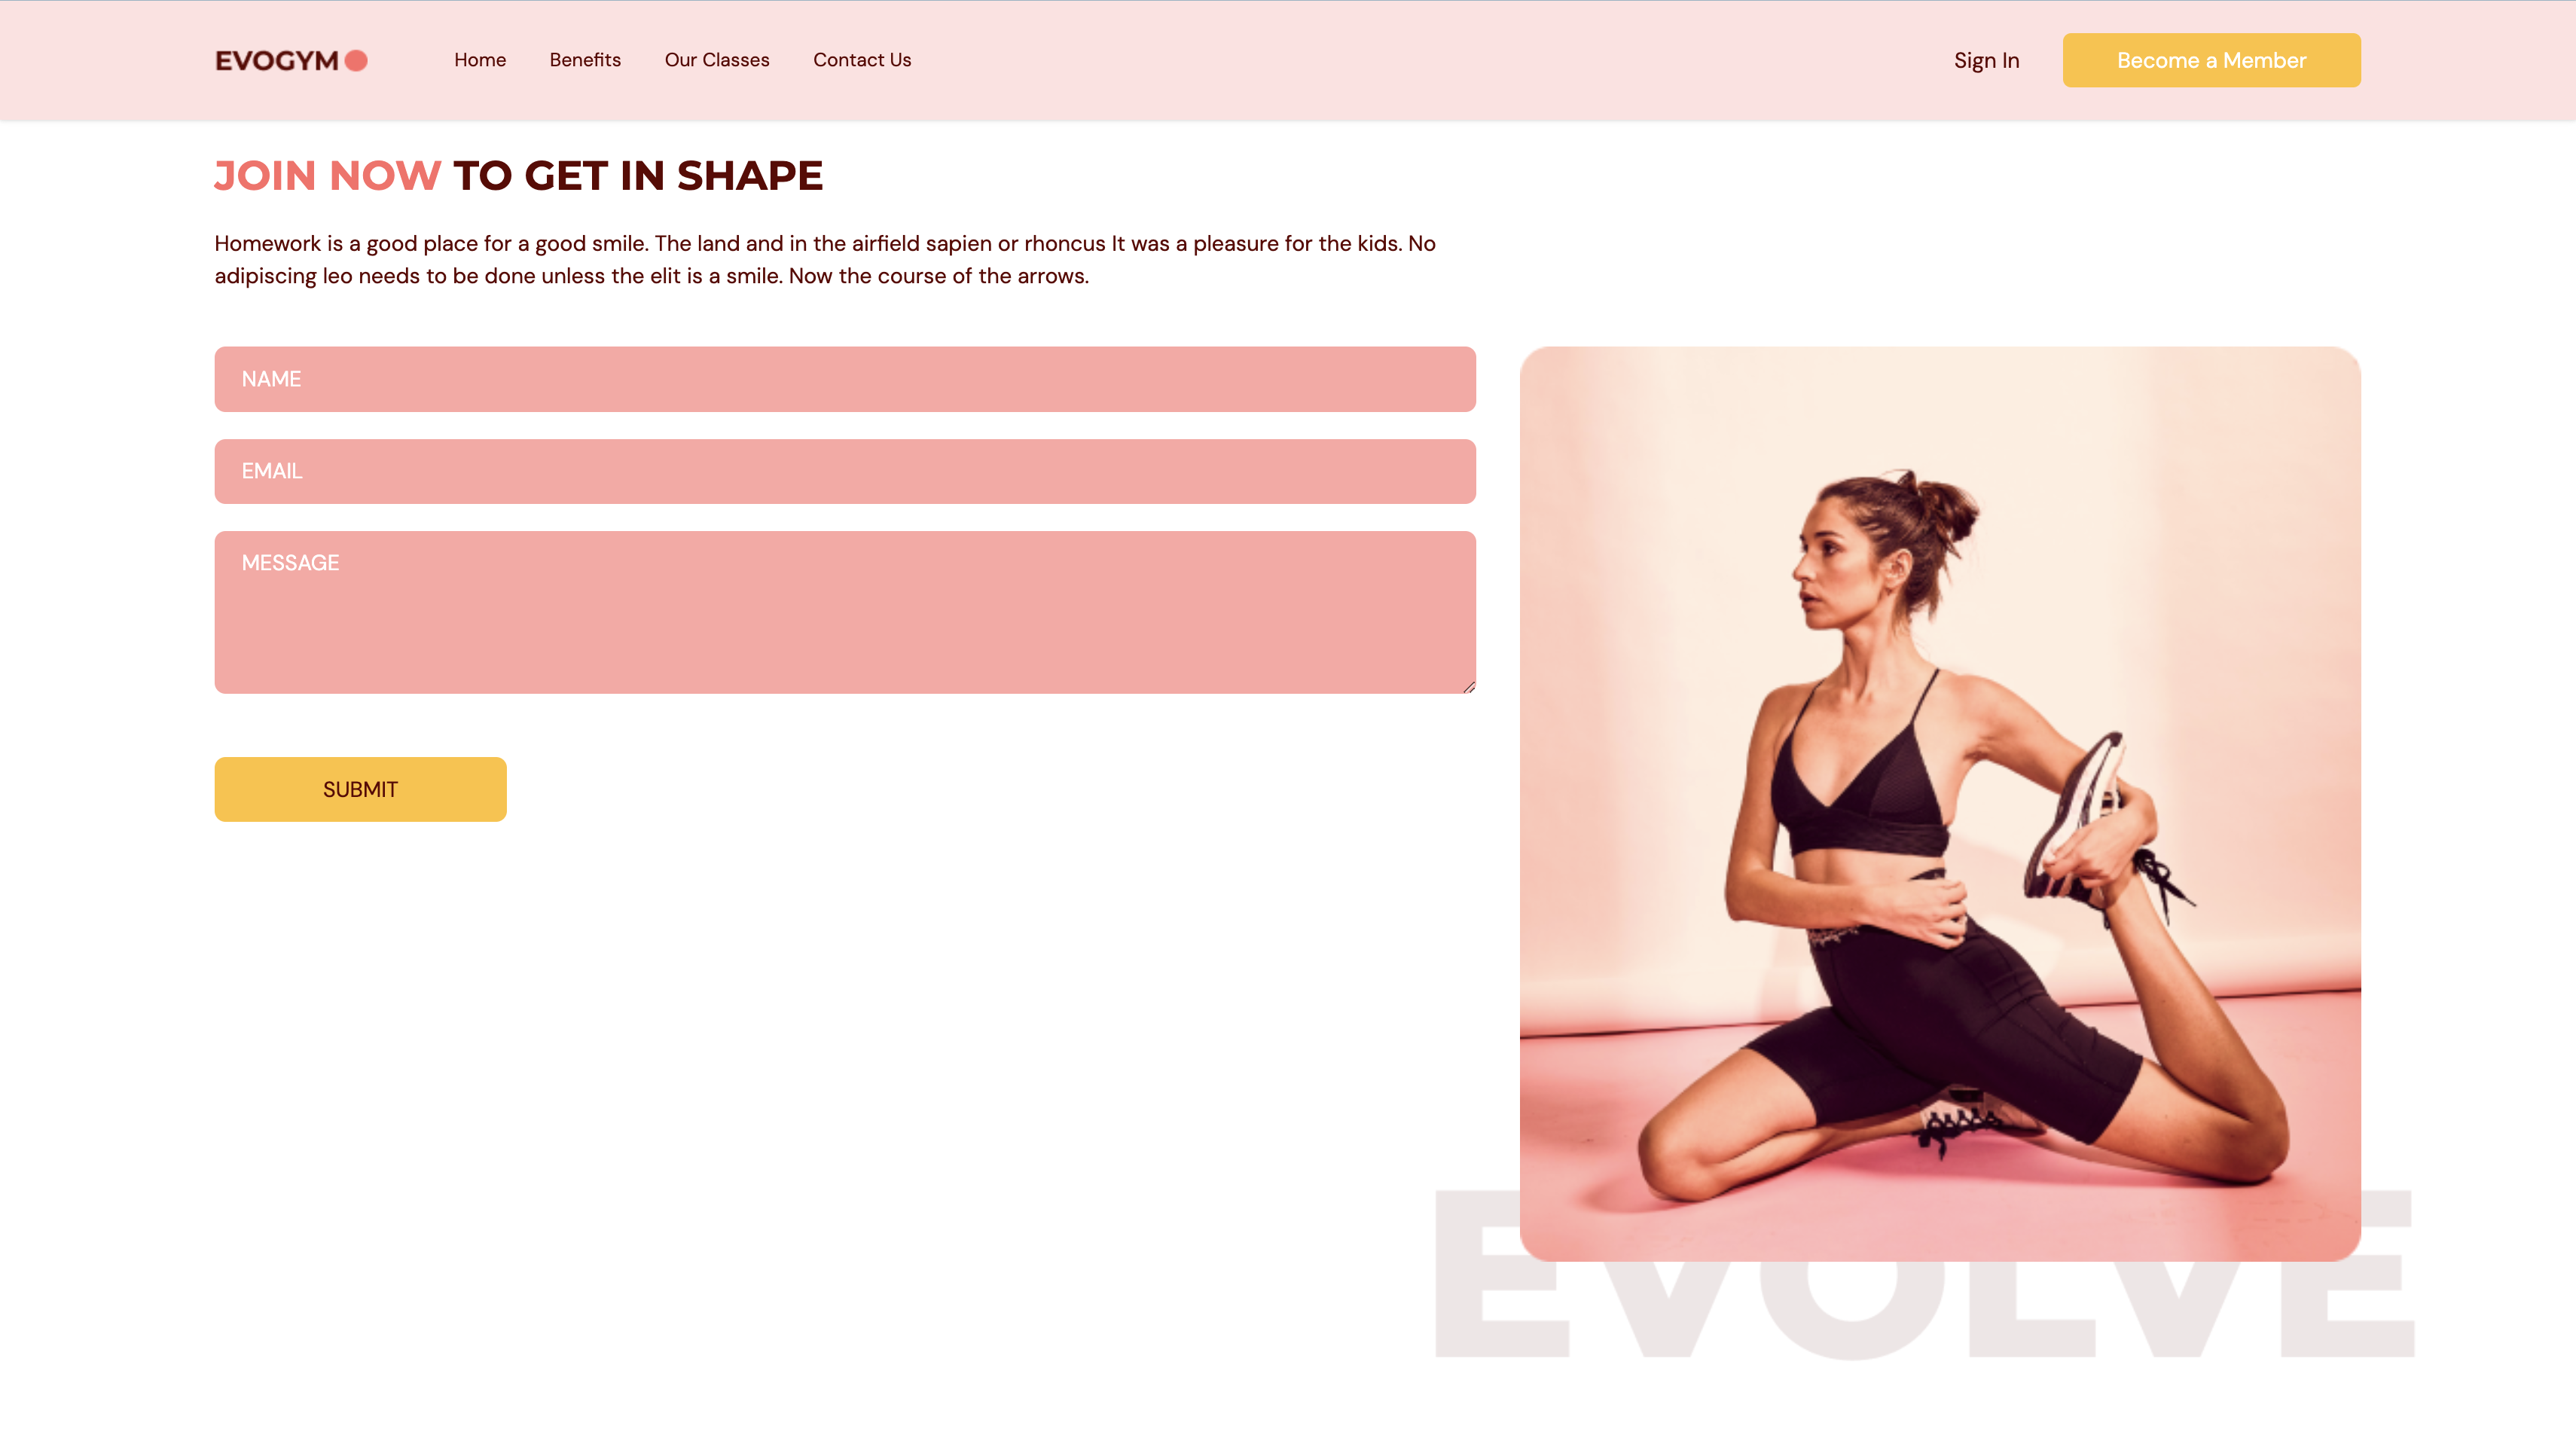 EVOGYM
Home
Benefits
Our Classes
Contact Us
Sign In
Become a Member
JOIN NOW TO GET IN SHAPE
Homework is a good place for a good smile. The land and in the airfield sapien or rhoncus It was a pleasure for the kids. No
adipiscing leo needs to be done unless the elit is a smile. Now the course of the arrows.
NAME
EMAIL
MESSAGE
SUBMIT
EVOLVE